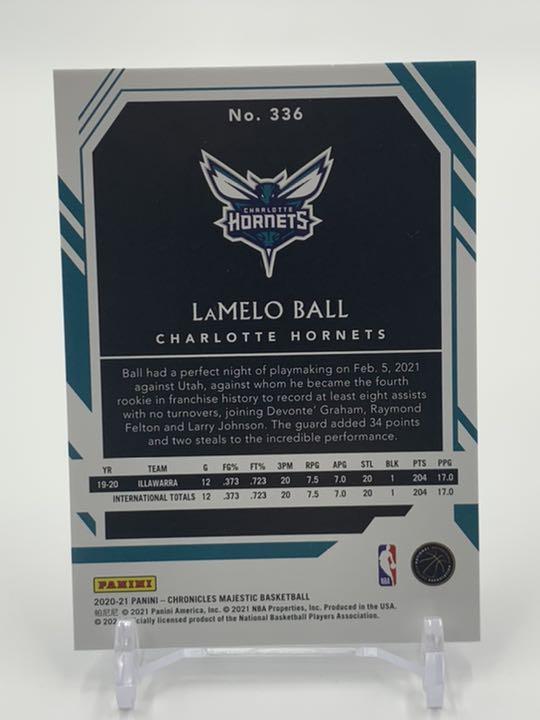 No. 336
CHARLOTTE
HORNETS
LAMELO BALL
CHARLOTTE HORNETS
Ball had a perfect night of playmaking on Feb. 5, 2021
against Utah, against whom he became the fourth
rookie in franchise history to record at least eight assists
with no turnovers, joining Devonte' Graham, Raymond
Felton and Larry Johnson. The guard added 34 points
and two steals to the incredible performance.
YR TEAM G FG% FT% 3PM RPG APG STL BLK PTS PPG
19-20 ILLAWARRA 12 .373 .723 20 7.5 7.0 20 1 204 17.0
INTERNATIONAL TOTALS 12 .373 .723 20 7.5 7.0 20 1 204 17.0
PANINI
NBA
2020-21 PANINI – CHRONICLES MAJESTIC BASKETBALL
帕尼尼 © 2021 Panini America, Inc. © 2021 NBA Properties, Inc. Produced in the USA.
licensed product of the National Basketball Players Association.